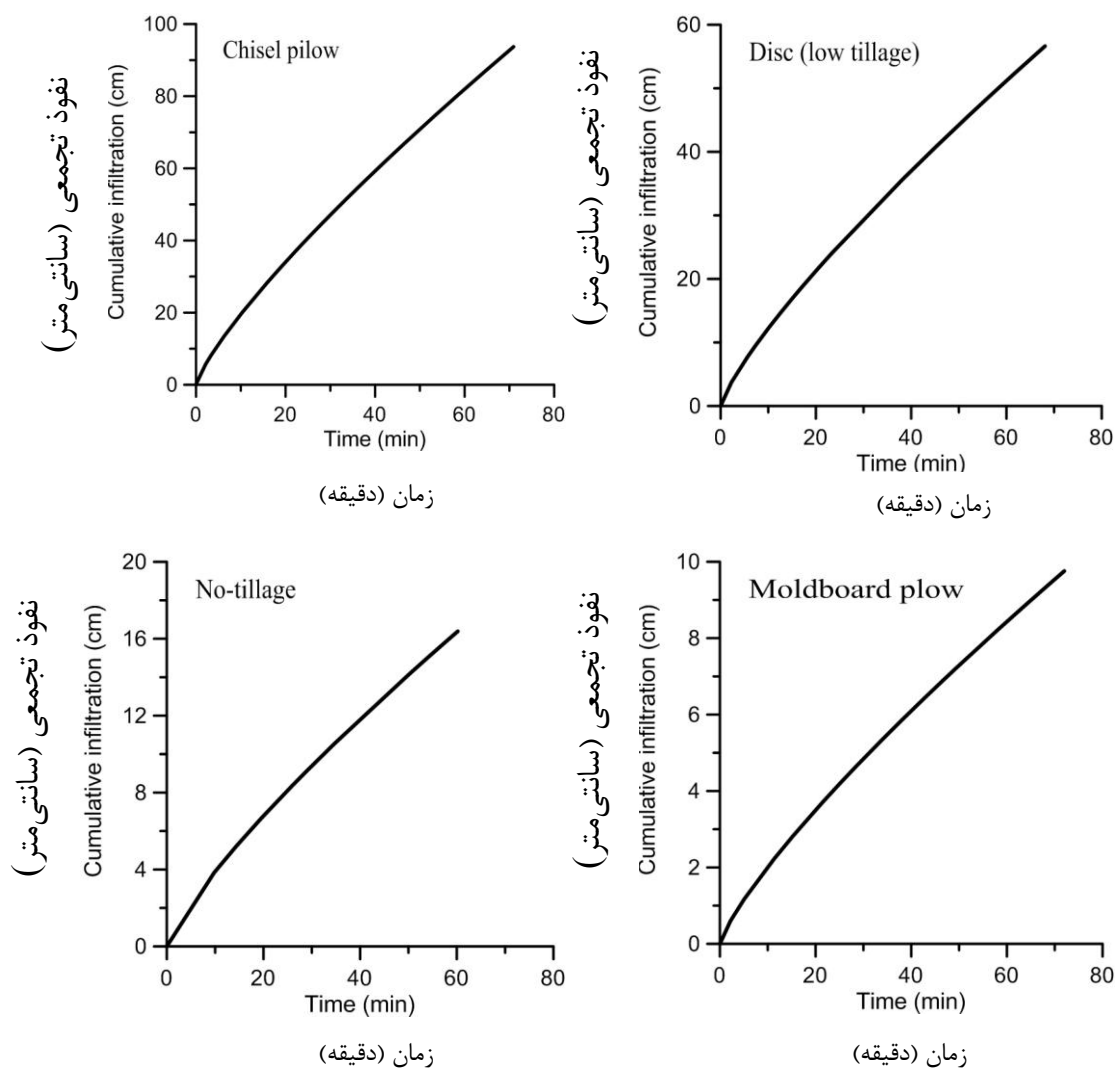 Chisel pilow
نفوذ تجمعی (سانتی‌متر)
Cumulative infiltration (cm)
100
80
60
40
20
0
0 20 40 60 80
Time (min)
زمان (دقیقه)
Disc (low tillage)
نفوذ تجمعی (سانتی‌متر)
Cumulative infiltration (cm)
60
40
20
0
0 20 40 60 80
Time (min)
زمان (دقیقه)
No-tillage
نفوذ تجمعی (سانتی‌متر)
Cumulative infiltration (cm)
20
16
12
8
4
0
0 20 40 60 80
Time (min)
زمان (دقیقه)
Moldboard plow
نفوذ تجمعی (سانتی‌متر)
Cumulative infiltration (cm)
10
8
6
4
2
0
0 20 40 60 80
Time (min)
زمان (دقیقه)